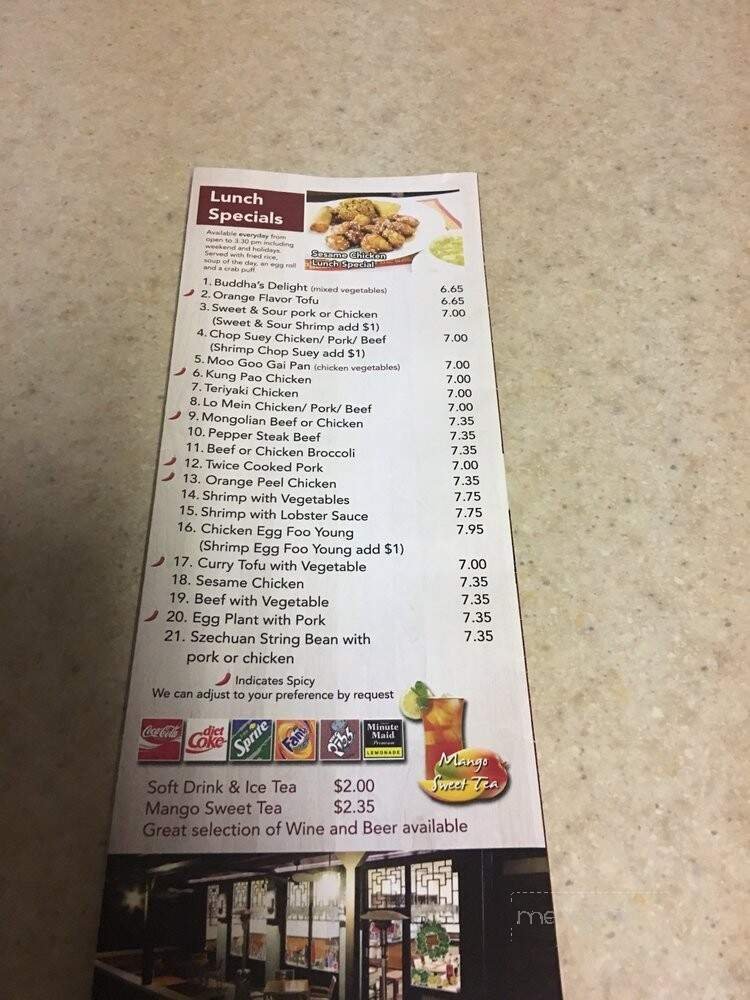 Lunch
Specials
Available everyday from
open to 3:30 pm including
weekend and holidays.
Served with fried rice,
soup of the day, an egg roll
and a crab puff.
Sesame Chicken
Lunch Special
1. Buddha's Delight (mixed vegetables) 6.65
2. Orange Flavor Tofu 6.65
3. Sweet & Sour pork or Chicken 7.00
(Sweet & Sour Shrimp add $1)
4. Chop Suey Chicken/ Pork/ Beef 7.00
(Shrimp Chop Suey add $1)
5. Moo Goo Gai Pan (chicken vegetables) 7.00
6. Kung Pao Chicken 7.00
7. Teriyaki Chicken 7.00
8. Lo Mein Chicken/ Pork/ Beef 7.00
9. Mongolian Beef or Chicken 7.35
10. Pepper Steak Beef 7.35
11. Beef or Chicken Broccoli 7.35
12. Twice Cooked Pork 7.00
13. Orange Peel Chicken 7.35
14. Shrimp with Vegetables 7.75
15. Shrimp with Lobster Sauce 7.75
16. Chicken Egg Foo Young 7.95
(Shrimp Egg Foo Young add $1)
17. Curry Tofu with Vegetable 7.00
18. Sesame Chicken 7.35
19. Beef with Vegetable 7.35
20. Egg Plant with Pork 7.35
21. Szechuan String Bean with 7.35
pork or chicken
Indicates Spicy
We can adjust to your preference by request
Coca-Cola diet Coke Sprite Fanta Pibb Minute Maid Premium LEMONADE
Mango
Sweet Tea
Soft Drink & Ice Tea $2.00
Mango Sweet Tea $2.35
Great selection of Wine and Beer available